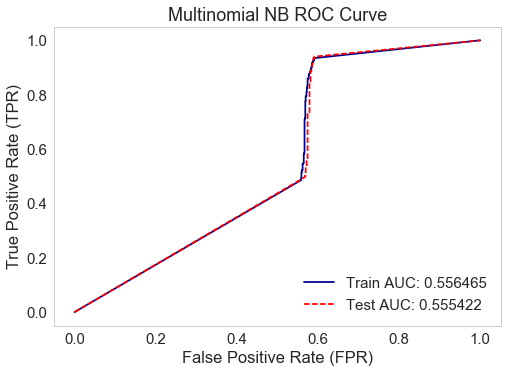 Multinomial NB ROC Curve
True Positive Rate (TPR)
1.0
0.8
0.6
0.4
0.2
0.0
Train AUC: 0.556465
Test AUC: 0.555422
0.0 0.2 0.4 0.6 0.8 1.0
False Positive Rate (FPR)